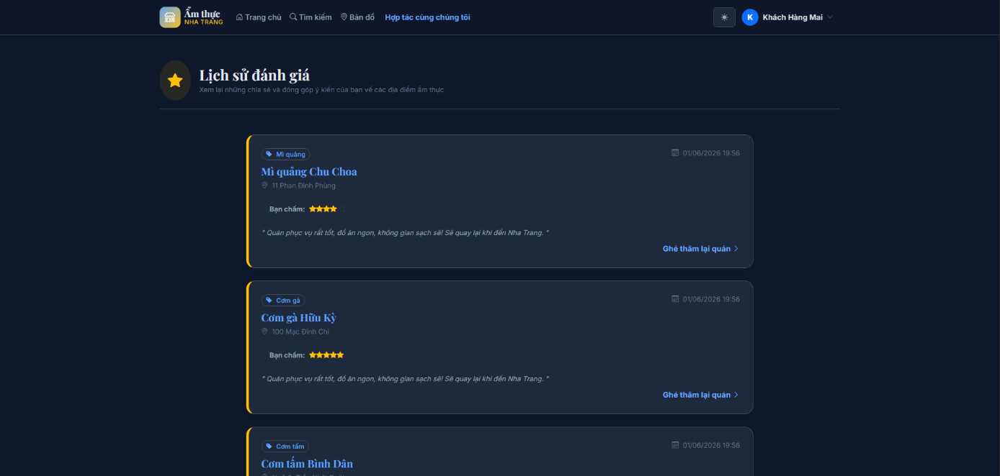 Ẩm thực
NHA TRANG
Trang chủ
Tìm kiếm
Bản đồ
Hợp tác cùng chúng tôi
K
Khách Hàng Mai
Lịch sử đánh giá
Xem lại những chia sẻ và đóng góp ý kiến của bạn về các địa điểm ẩm thực
Mì quảng
01/06/2026 19:56
Mì quảng Chu Choa
11 Phan Đình Phùng
Bạn chấm:
" Quán phục vụ rất tốt, đồ ăn ngon, không gian sạch sẽ! Sẽ quay lại khi đến Nha Trang. "
Ghé thăm lại quán
Cơm gà
01/06/2026 19:56
Cơm gà Hữu Kỳ
100 Mạc Đĩnh Chi
Bạn chấm:
" Quán phục vụ rất tốt, đồ ăn ngon, không gian sạch sẽ! Sẽ quay lại khi đến Nha Trang. "
Ghé thăm lại quán
Cơm tấm
01/06/2026 19:56
Cơm tấm Bình Dân